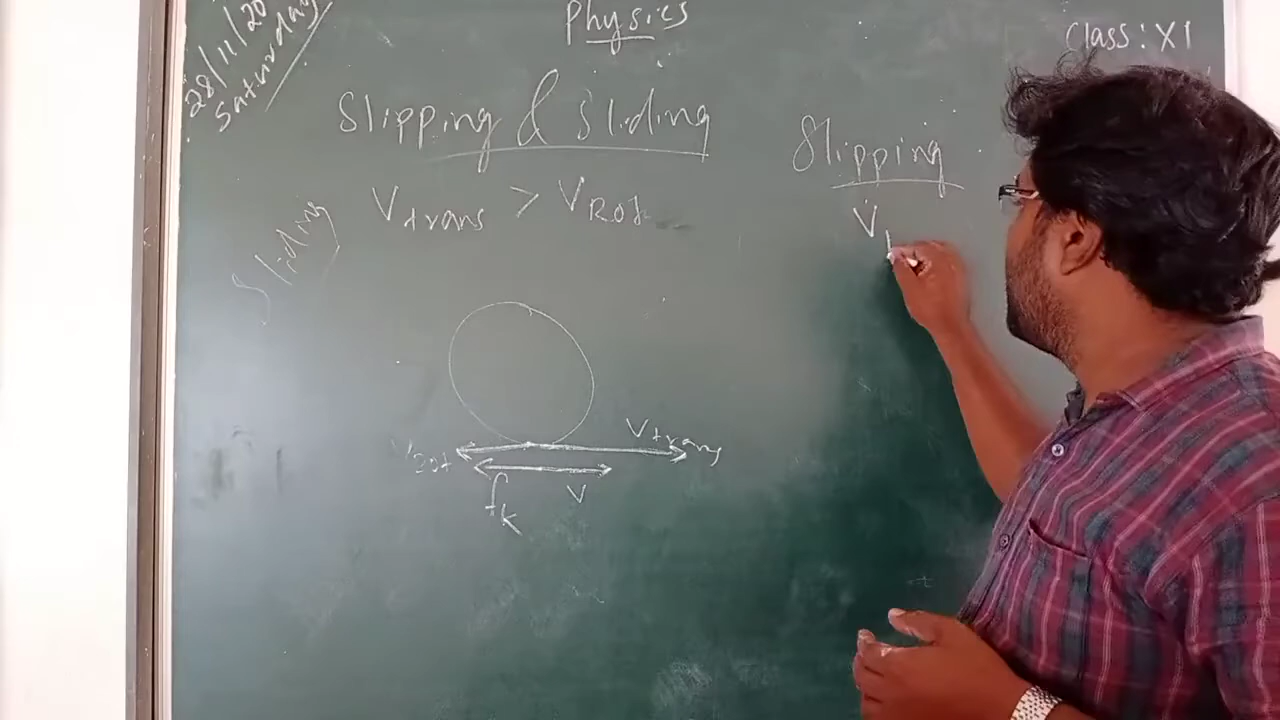 28/11/20
Saturday
Physics
Class: XI
Slipping & Sliding
Slipping
Sliding
Vtrans > VRot
V
Vtrans
VRot
fK
V